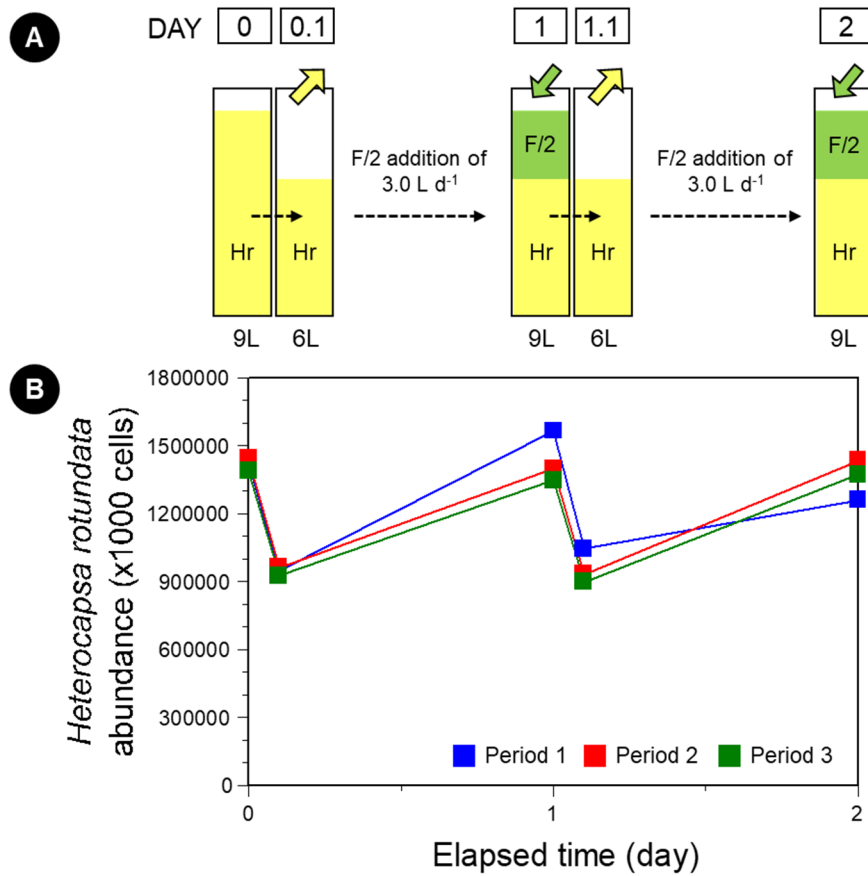 A
DAY 0 0.1 1 1.1 2
F/2 F/2
F/2 addition of F/2 addition of
3.0 L d⁻¹ 3.0 L d⁻¹
Hr Hr Hr Hr Hr
9L 6L 9L 6L 9L
B
Heterocapsa rotundata
abundance (x1000 cells)
1800000
1500000
1200000
900000
600000
300000
0
Period 1 Period 2 Period 3
0 1 2
Elapsed time (day)